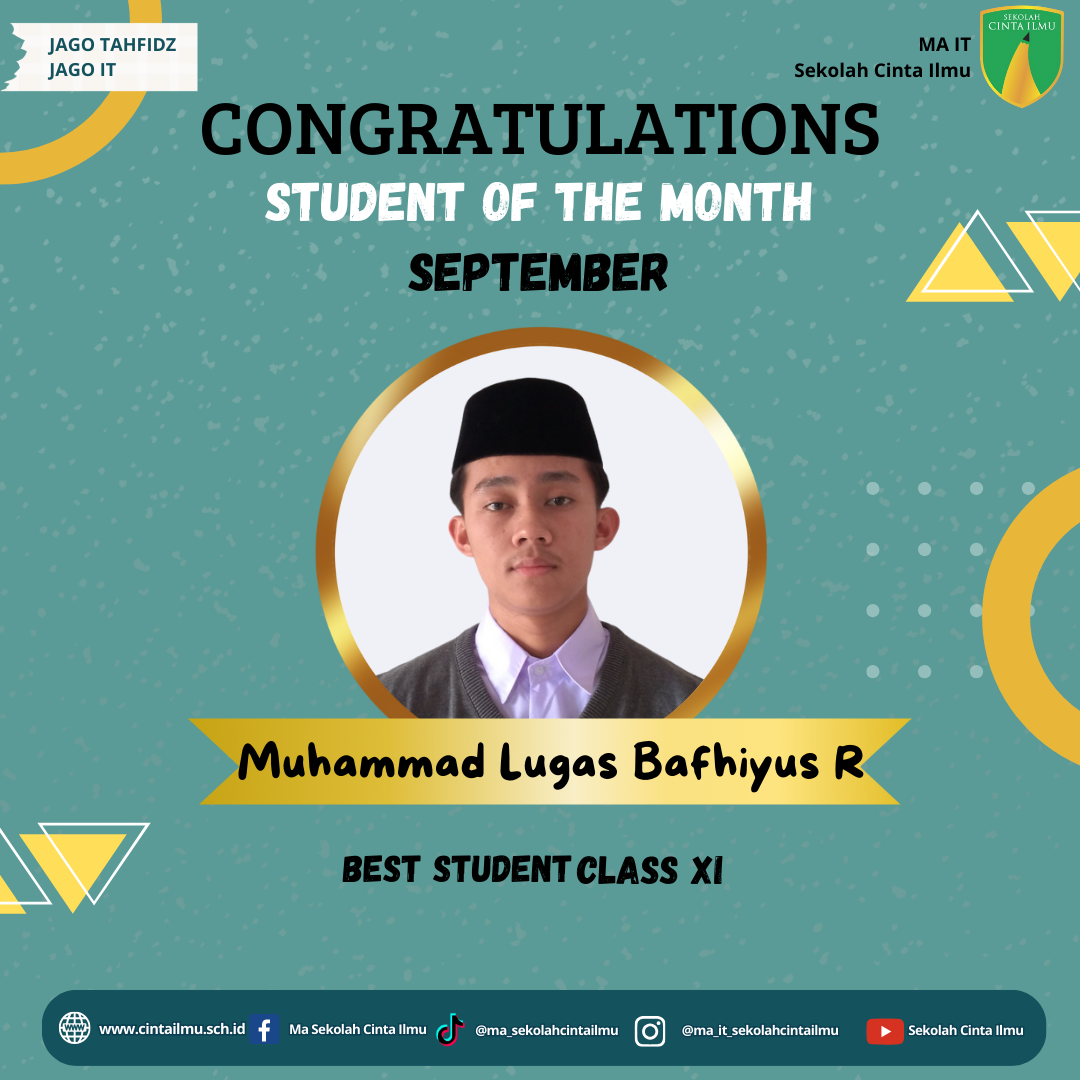 JAGO TAHFIDZ
JAGO IT
MA IT
Sekolah Cinta Ilmu
SEKOLAH
CINTA ILMU
CONGRATULATIONS
STUDENT OF THE MONTH
SEPTEMBER
Muhammad Lugas Bafhiyus R
BEST STUDENT CLASS XI
WWW
www.cintailmu.sch.id
Ma Sekolah Cinta Ilmu
@ma_sekolahcintailmu
@ma_it_sekolahcintailmu
Sekolah Cinta Ilmu